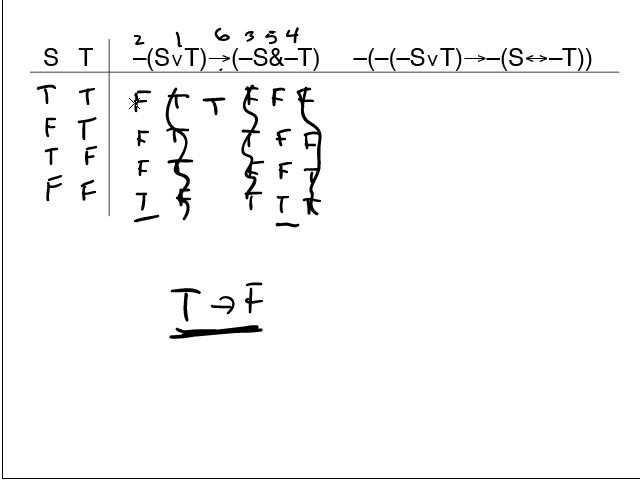 2 1 6 3 5 4
S T –(SvT)→(–S&–T) –(–(–SvT)→–(S↔–T))
T T F T T F F F
F T F T T F F
T F F T F F T
F F T F T T T
T → F